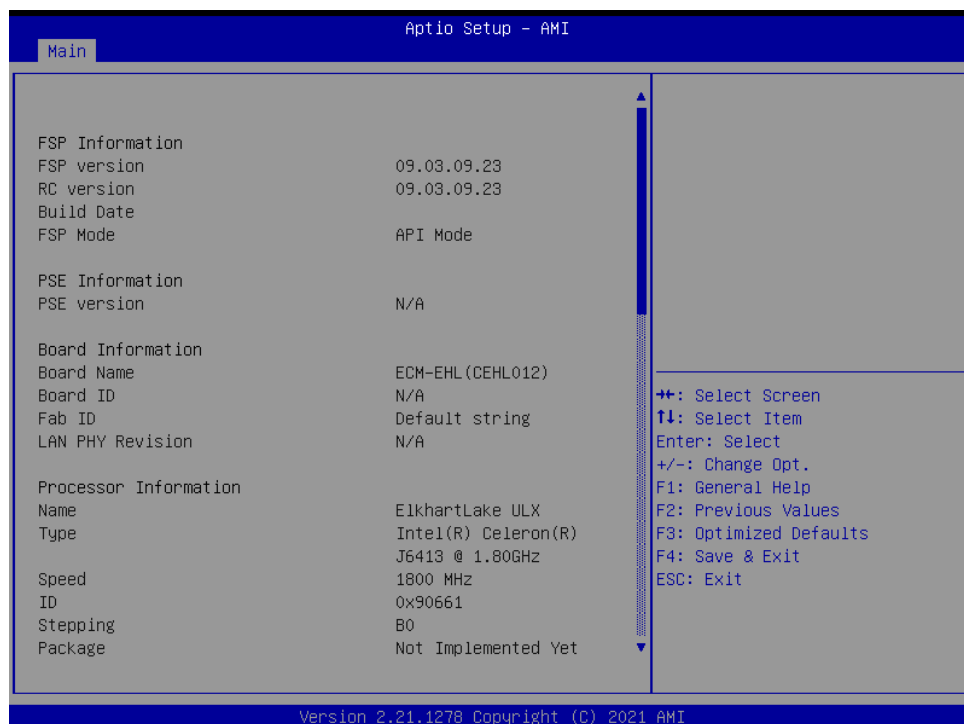 Aptio Setup – AMI
Main
FSP Information
FSP version 09.03.09.23
RC version 09.03.09.23
Build Date
FSP Mode API Mode
PSE Information
PSE version N/A
Board Information
Board Name ECM-EHL(CEHL012)
Board ID N/A
Fab ID Default string
LAN PHY Revision N/A
Processor Information
Name ElkhartLake ULX
Type Intel(R) Celeron(R)
J6413 @ 1.80GHz
Speed 1800 MHz
ID 0x90661
Stepping B0
Package Not Implemented Yet
→←: Select Screen
↑↓: Select Item
Enter: Select
+/-: Change Opt.
F1: General Help
F2: Previous Values
F3: Optimized Defaults
F4: Save & Exit
ESC: Exit
Version 2.21.1278 Copyright (C) 2021 AMI